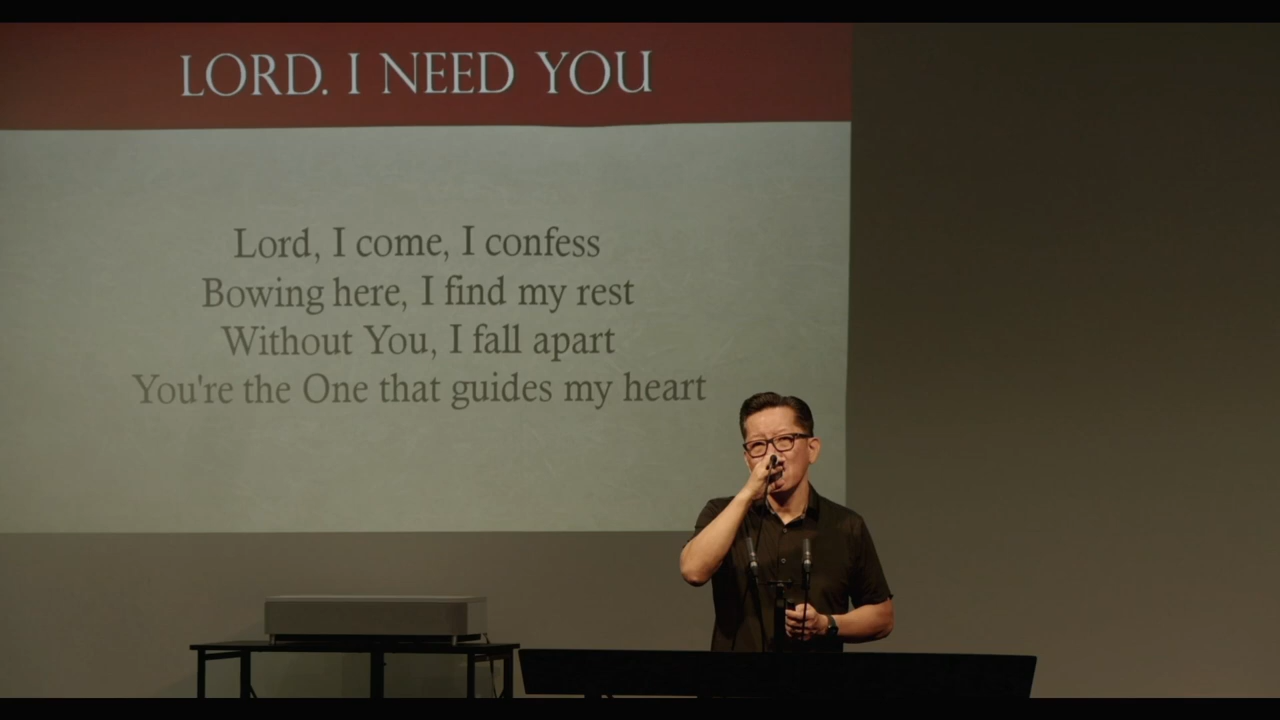 LORD. I NEED YOU
Lord, I come, I confess
Bowing here, I find my rest
Without You, I fall apart
You're the One that guides my heart